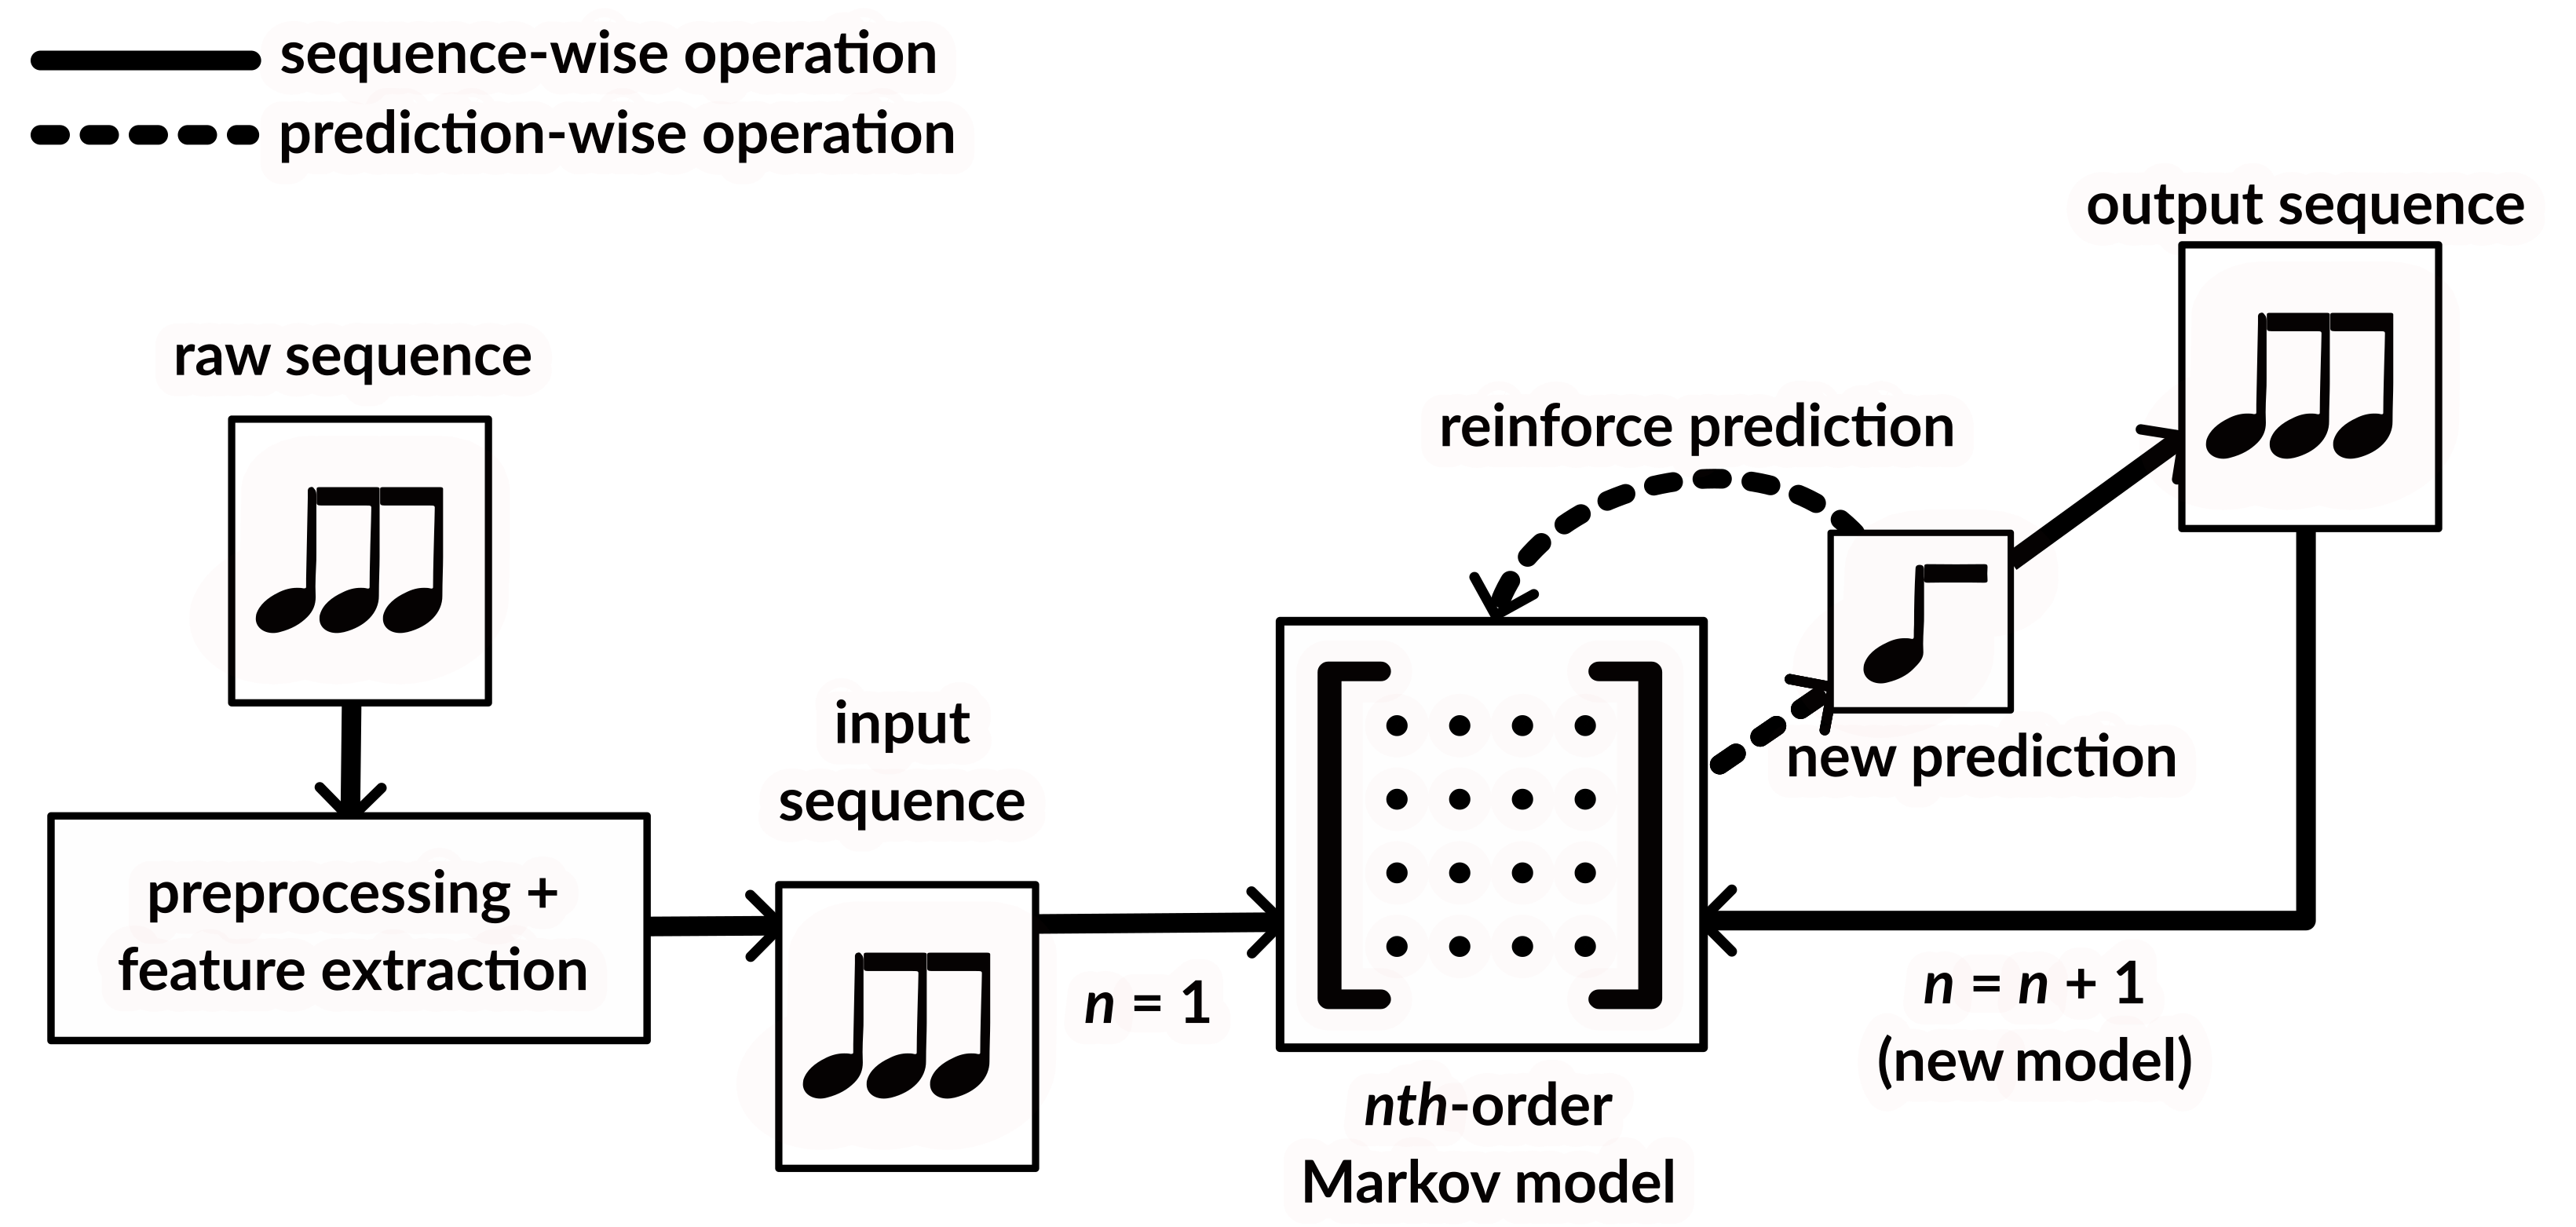 sequence-wise operation
prediction-wise operation
output sequence
raw sequence
reinforce prediction
input
sequence
new prediction
preprocessing +
feature extraction
n = 1
n = n + 1
(new model)
nth-order
Markov model